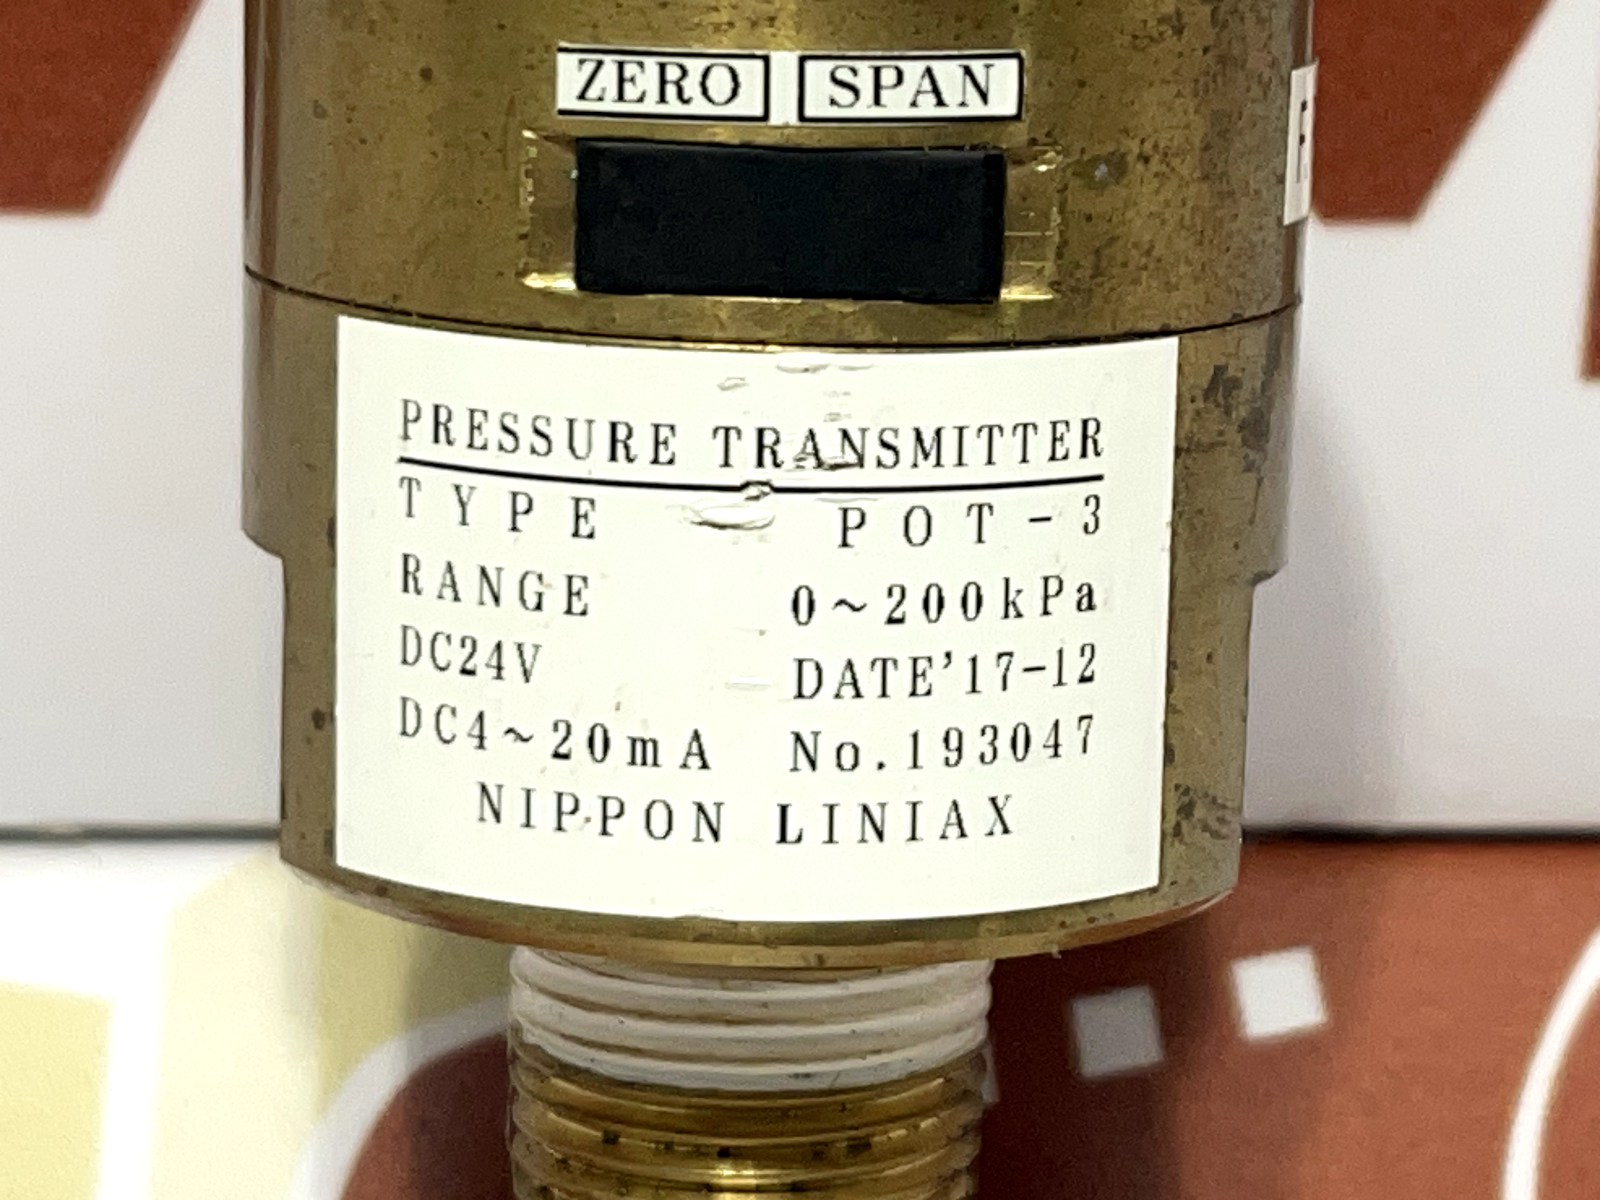 ZERO SPAN
PRESSURE TRANSMITTER
TYPE POT-3
RANGE 0~200kPa
DC24V DATE'17-12
DC4~20mA No.193047
NIPPON LINIAX